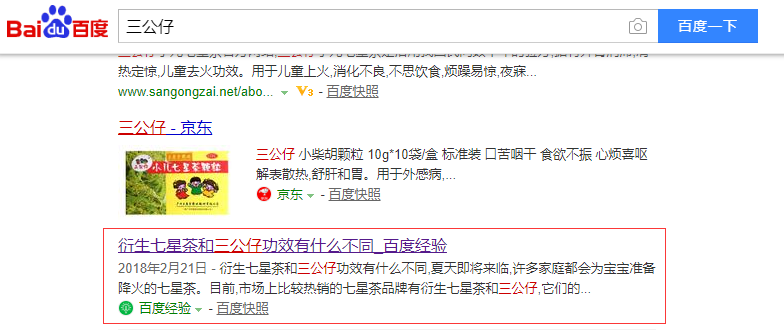 Bai du 百度 三公仔 百度一下
热定惊,儿童去火功效。用于儿童上火,消化不良,不思饮食,烦躁易惊,夜寐...
www.sangongzai.net/abo... V3 - 百度快照
三公仔 - 京东
小儿七星茶颗粒
三公仔 小柴胡颗粒 10g*10袋/盒 标准装 口苦咽干 食欲不振 心烦喜呕
解表散热,舒肝和胃。用于外感病,...
京东 - 百度快照
衍生七星茶和三公仔功效有什么不同_百度经验
2018年2月21日 - 衍生七星茶和三公仔功效有什么不同,夏天即将来临,许多家庭都会为宝宝准备
降火的七星茶。目前,市场上比较热销的七星茶品牌有衍生七星茶和三公仔,它们的...
百度经验 - 百度快照